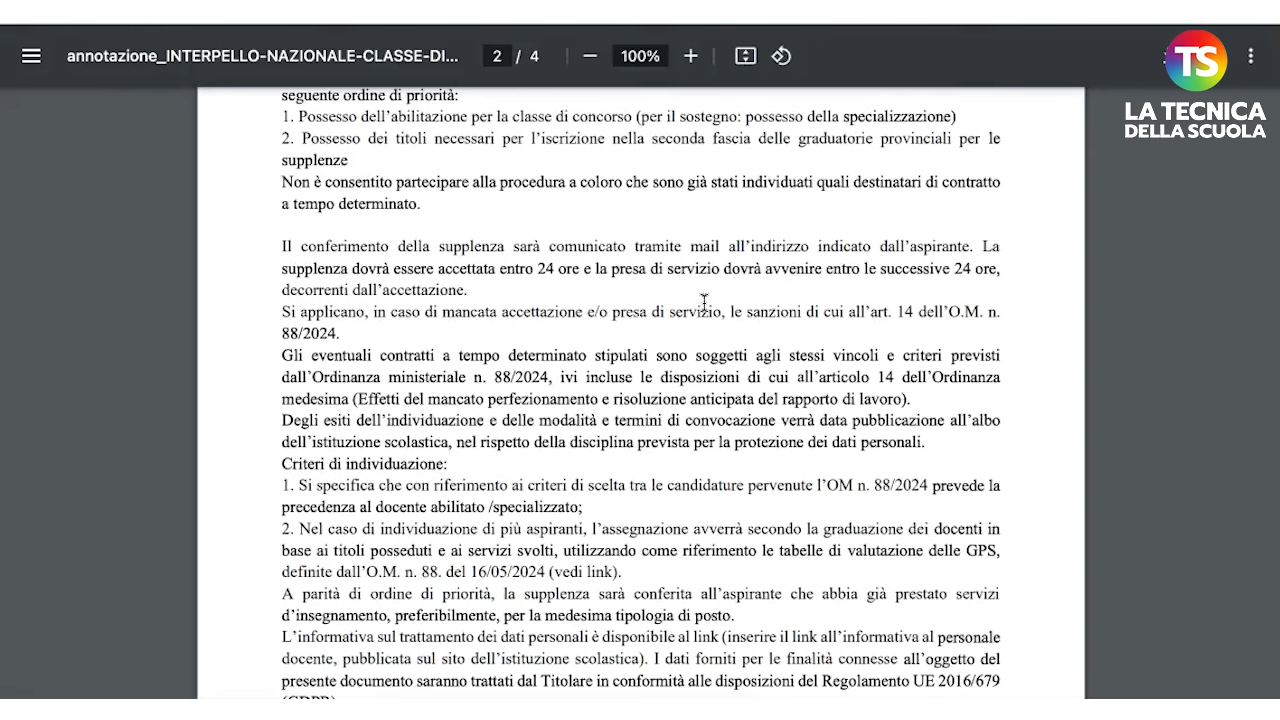 annotazione_INTERPELLO-NAZIONALE-CLASSE-DI...
2 / 4
100%
TS
LA TECNICA
DELLA SCUOLA
seguente ordine di priorità:
1. Possesso dell'abilitazione per la classe di concorso (per il sostegno: possesso della specializzazione)
2. Possesso dei titoli necessari per l'iscrizione nella seconda fascia delle graduatorie provinciali per le
supplenze
Non è consentito partecipare alla procedura a coloro che sono già stati individuati quali destinatari di contratto
a tempo determinato.
Il conferimento della supplenza sarà comunicato tramite mail all'indirizzo indicato dall'aspirante. La
supplenza dovrà essere accettata entro 24 ore e la presa di servizio dovrà avvenire entro le successive 24 ore,
decorrenti dall'accettazione.
Si applicano, in caso di mancata accettazione e/o presa di servizio, le sanzioni di cui all'art. 14 dell'O.M. n.
88/2024.
Gli eventuali contratti a tempo determinato stipulati sono soggetti agli stessi vincoli e criteri previsti
dall'Ordinanza ministeriale n. 88/2024, ivi incluse le disposizioni di cui all'articolo 14 dell'Ordinanza
medesima (Effetti del mancato perfezionamento e risoluzione anticipata del rapporto di lavoro).
Degli esiti dell'individuazione e delle modalità e termini di convocazione verrà data pubblicazione all'albo
dell'istituzione scolastica, nel rispetto della disciplina prevista per la protezione dei dati personali.
Criteri di individuazione:
1. Si specifica che con riferimento ai criteri di scelta tra le candidature pervenute l'OM n. 88/2024 prevede la
precedenza al docente abilitato /specializzato;
2. Nel caso di individuazione di più aspiranti, l'assegnazione avverrà secondo la graduazione dei docenti in
base ai titoli posseduti e ai servizi svolti, utilizzando come riferimento le tabelle di valutazione delle GPS,
definite dall'O.M. n. 88. del 16/05/2024 (vedi link).
A parità di ordine di priorità, la supplenza sarà conferita all'aspirante che abbia già prestato servizi
d'insegnamento, preferibilmente, per la medesima tipologia di posto.
L'informativa sul trattamento dei dati personali è disponibile al link (inserire il link all'informativa al personale
docente, pubblicata sul sito dell'istituzione scolastica). I dati forniti per le finalità connesse all'oggetto del
presente documento saranno trattati dal Titolare in conformità alle disposizioni del Regolamento UE 2016/679